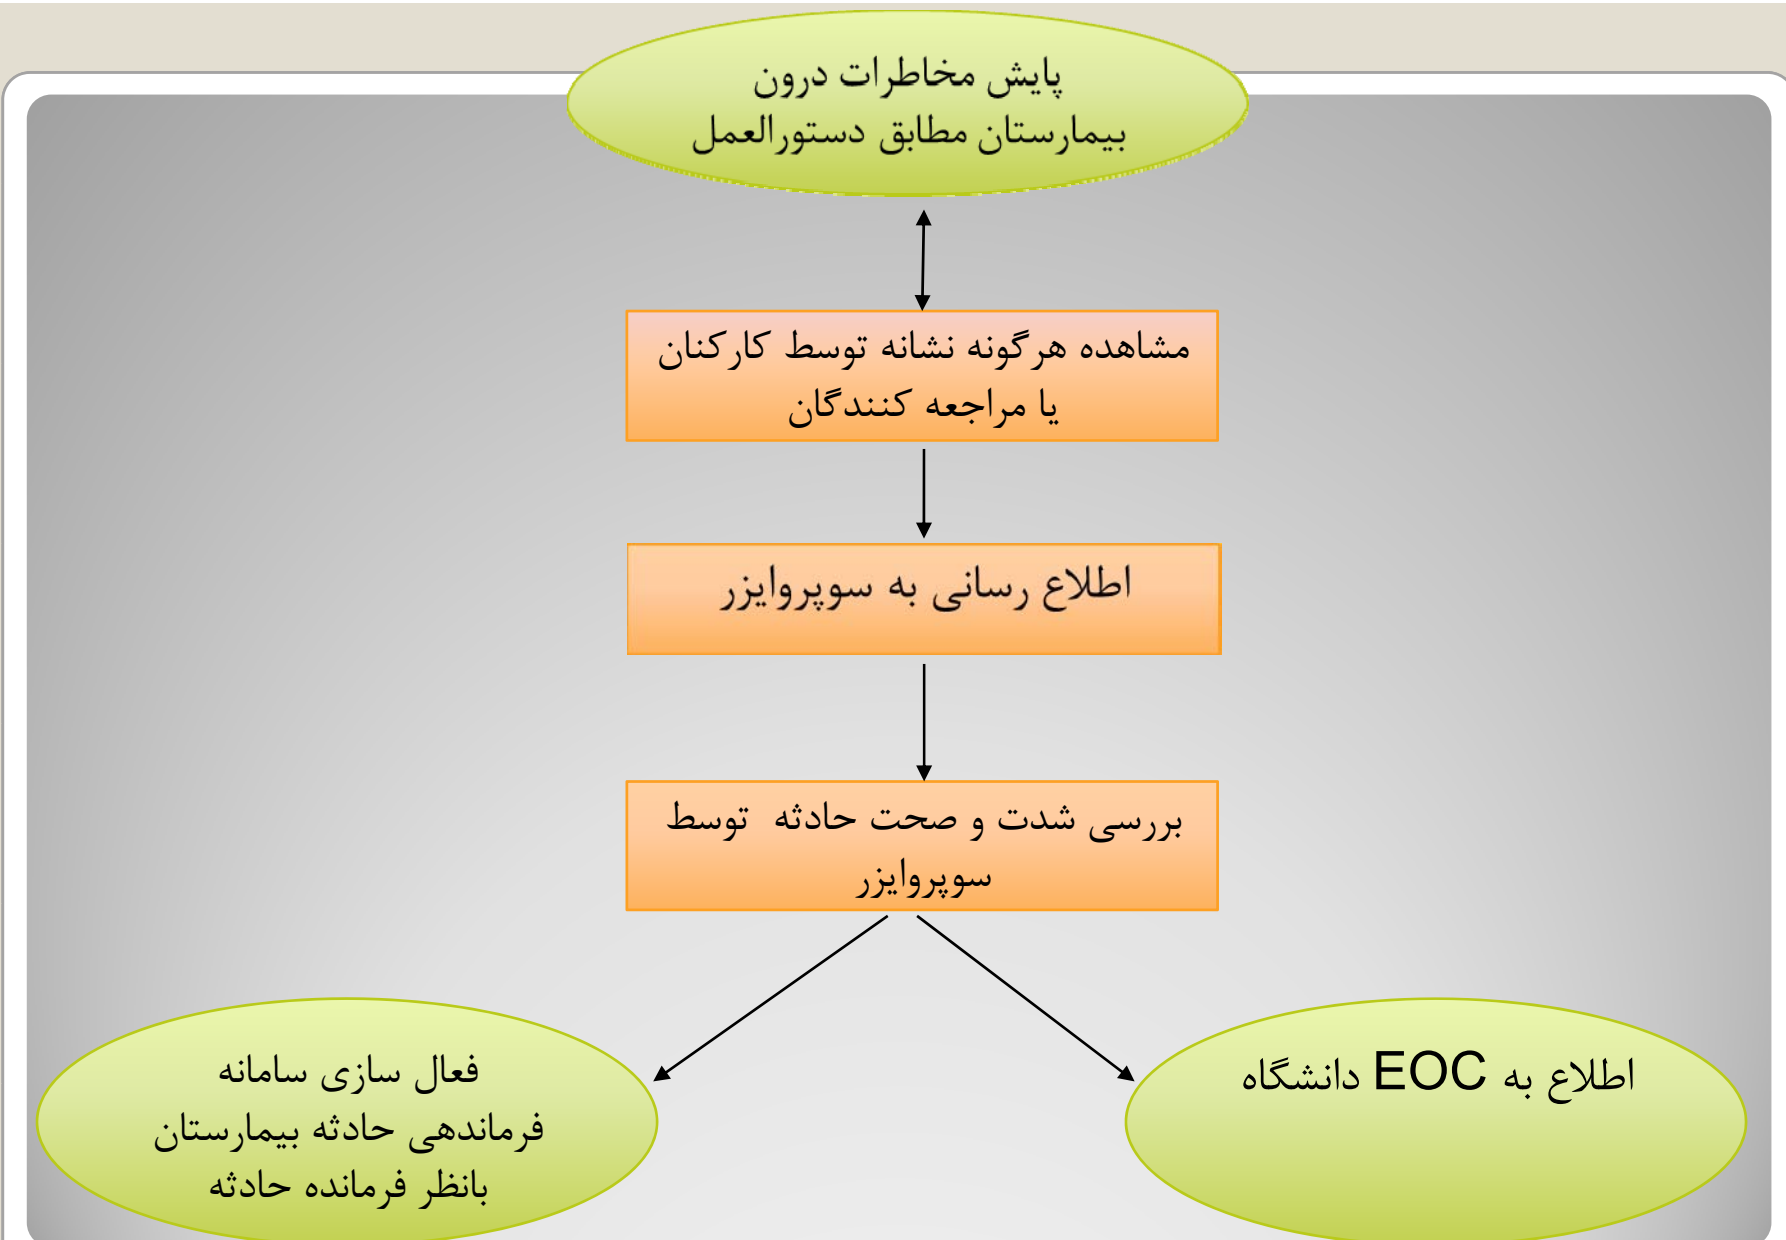 پایش مخاطرات درون
بیمارستان مطابق دستورالعمل
مشاهده هرگونه نشانه توسط کارکنان
یا مراجعه کنندگان
اطلاع رسانی به سوپروایزر
بررسی شدت و صحت حادثه توسط
سوپروایزر
اطلاع به EOC دانشگاه
فعال سازی سامانه
فرماندهی حادثه بیمارستان
بانظر فرمانده حادثه